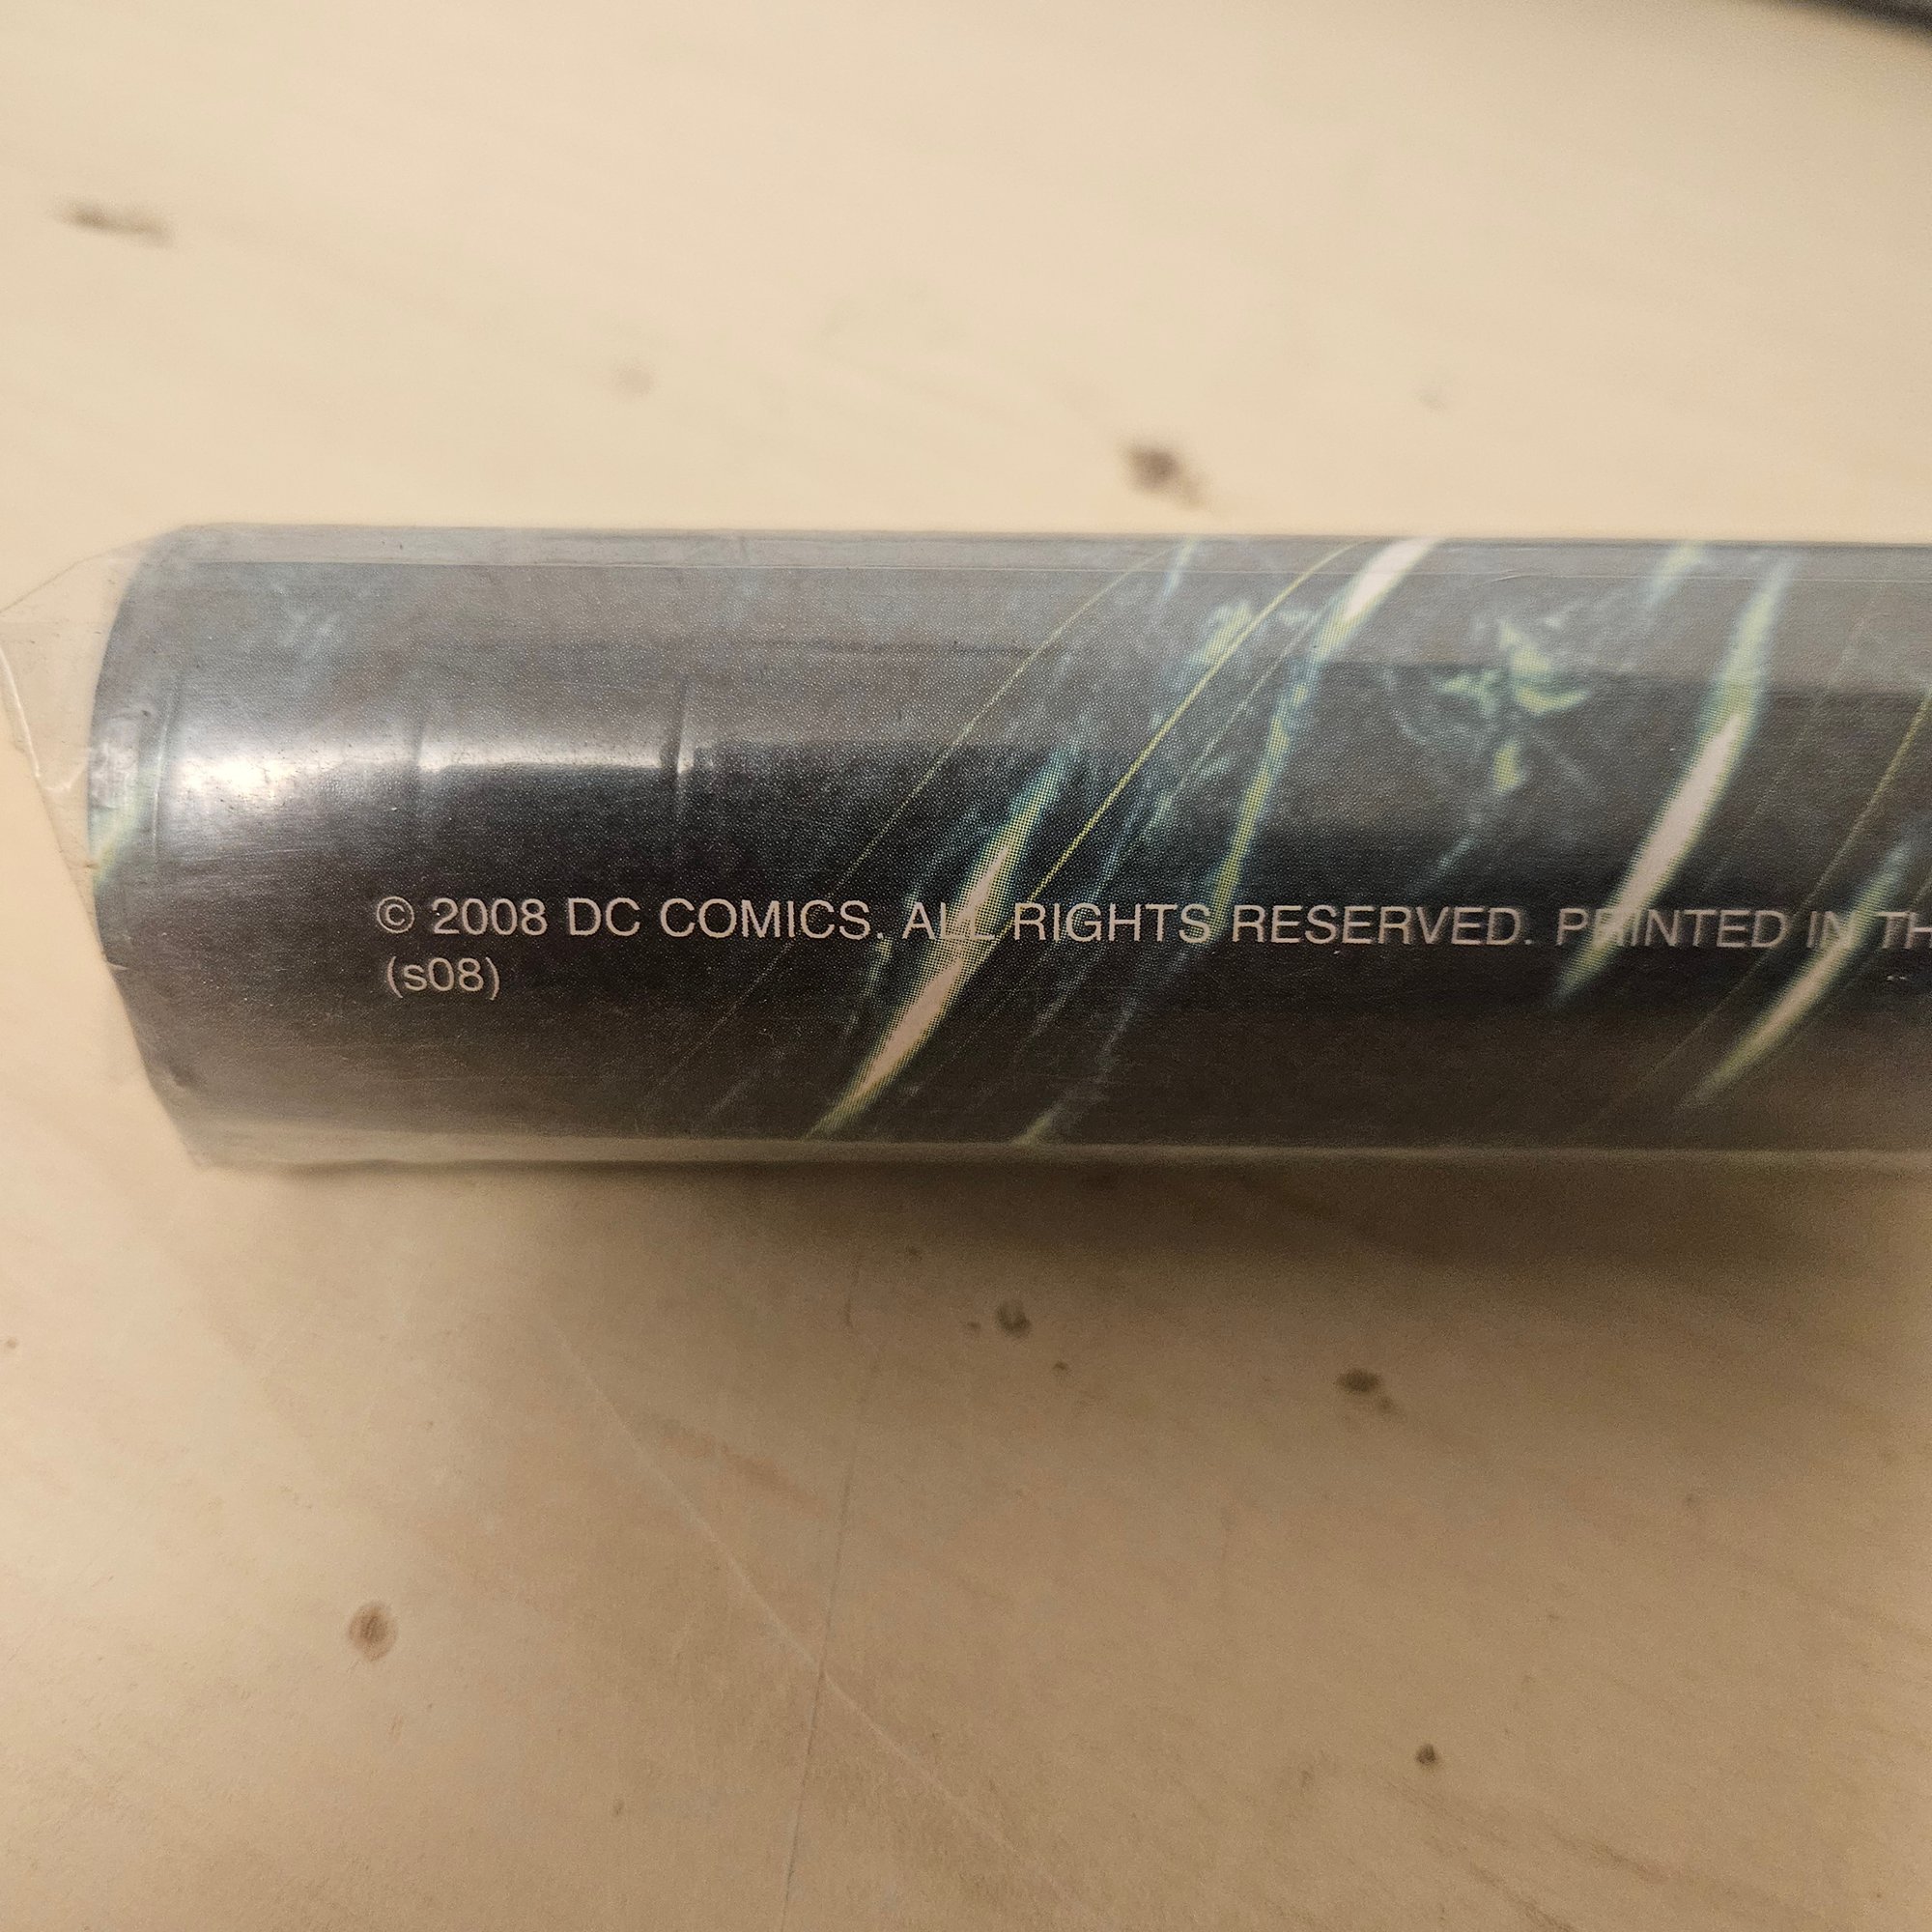 © 2008 DC COMICS. ALL RIGHTS RESERVED. PRINTED IN
(s08)